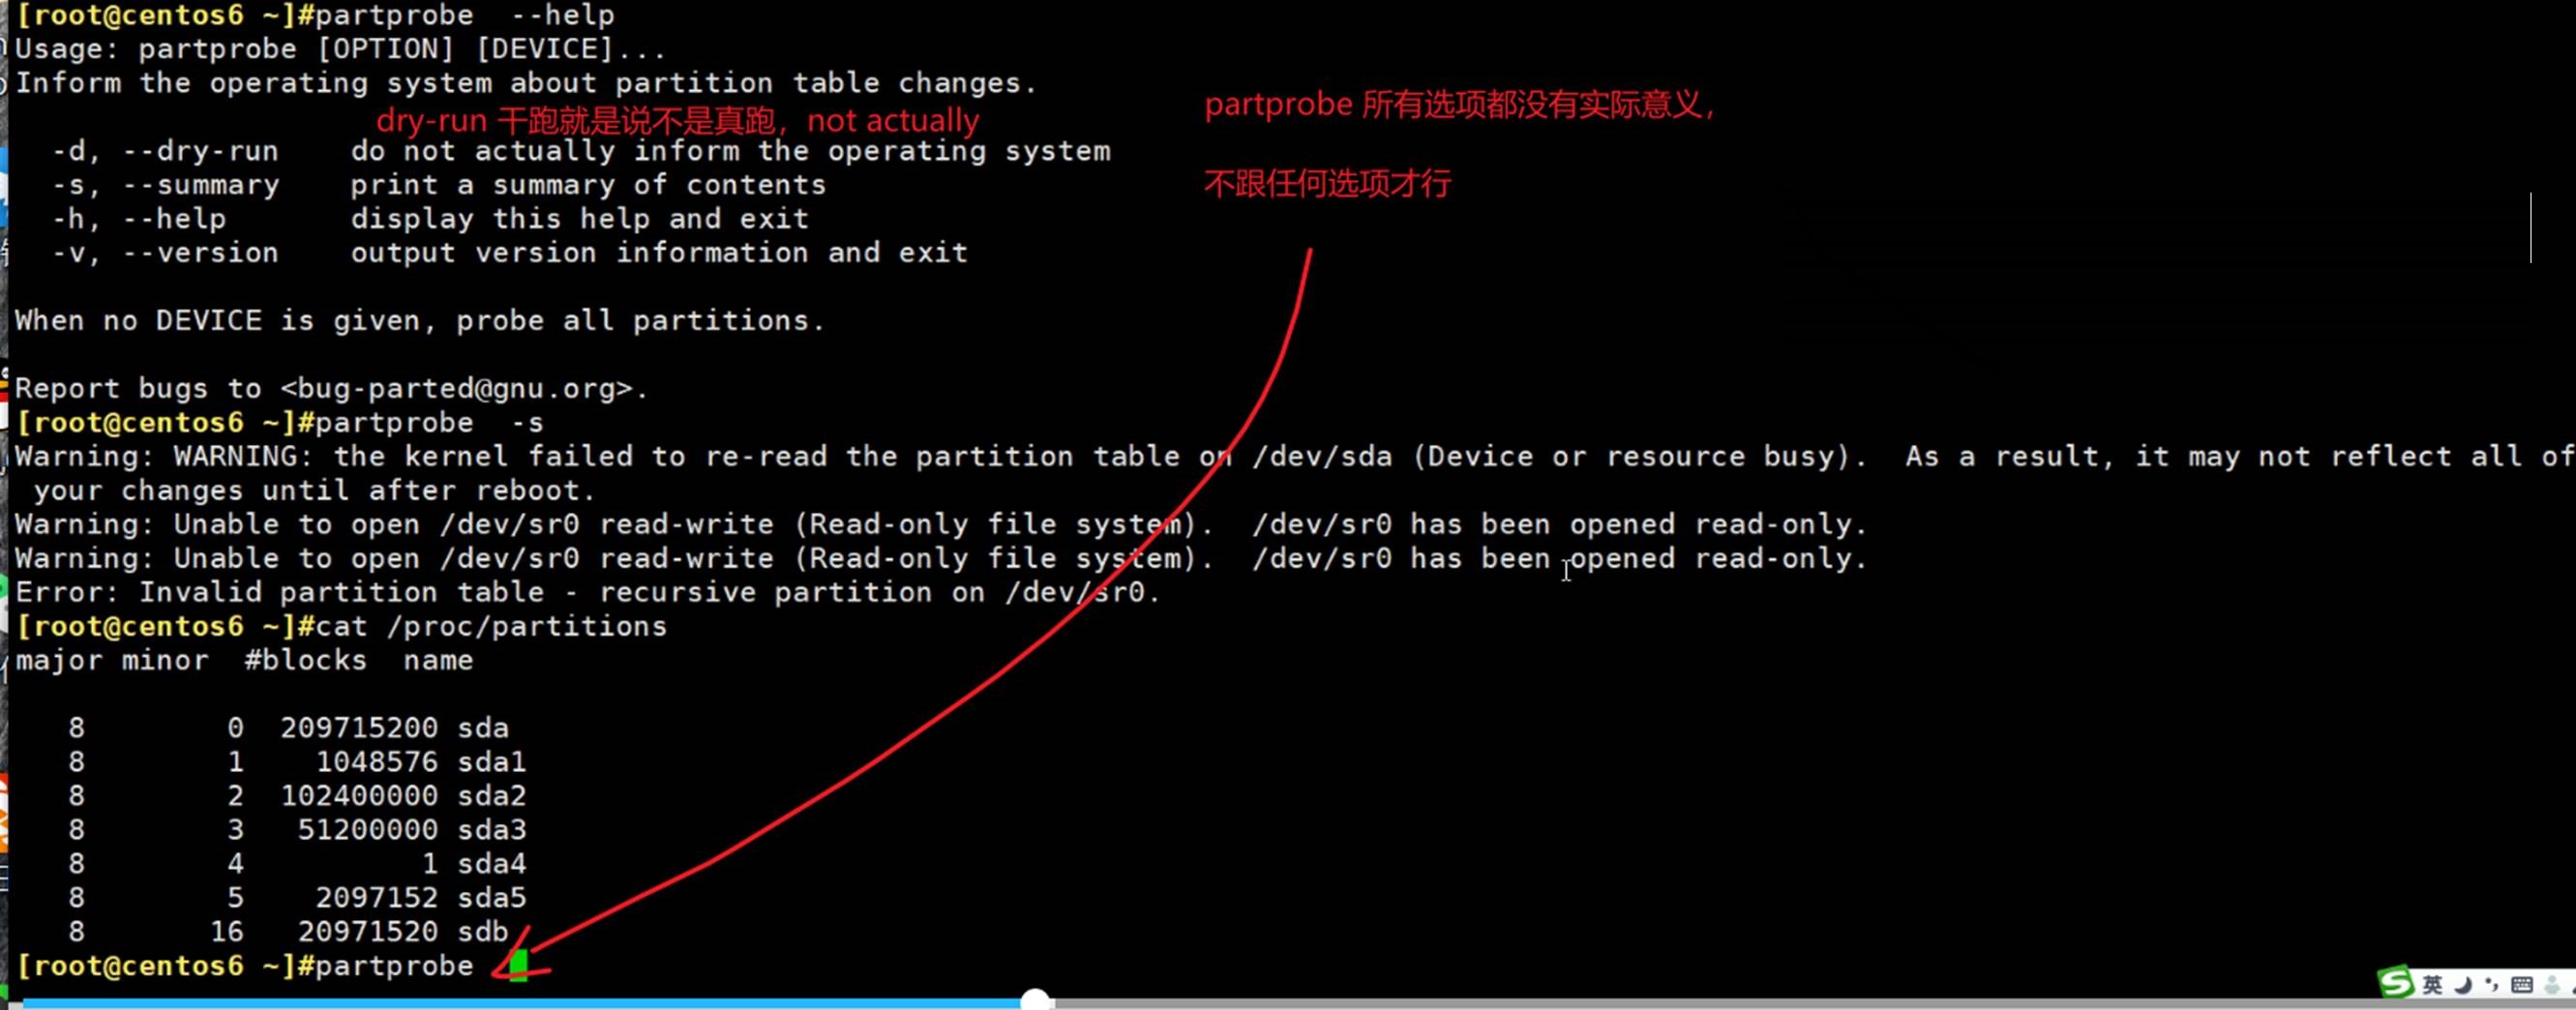 [root@centos6 ~]#partprobe  --help
Usage: partprobe [OPTION] [DEVICE]...
Inform the operating system about partition table changes.
partprobe 所有选项都没有实际意义，
dry-run 干跑就是说不是真跑，not actually
-d, --dry-run    do not actually inform the operating system
-s, --summary    print a summary of contents
不跟任何选项才行
-h, --help       display this help and exit
-v, --version    output version information and exit
When no DEVICE is given, probe all partitions.
Report bugs to <bug-parted@gnu.org>.
[root@centos6 ~]#partprobe  -s
Warning: WARNING: the kernel failed to re-read the partition table on /dev/sda (Device or resource busy).  As a result, it may not reflect all of
your changes until after reboot.
Warning: Unable to open /dev/sr0 read-write (Read-only file system).  /dev/sr0 has been opened read-only.
Warning: Unable to open /dev/sr0 read-write (Read-only file system).  /dev/sr0 has been opened read-only.
Error: Invalid partition table - recursive partition on /dev/sr0.
[root@centos6 ~]#cat /proc/partitions
major minor  #blocks  name
8        0  209715200 sda
8        1    1048576 sda1
8        2  102400000 sda2
8        3   51200000 sda3
8        4          1 sda4
8        5    2097152 sda5
8       16   20971520 sdb
[root@centos6 ~]#partprobe
英